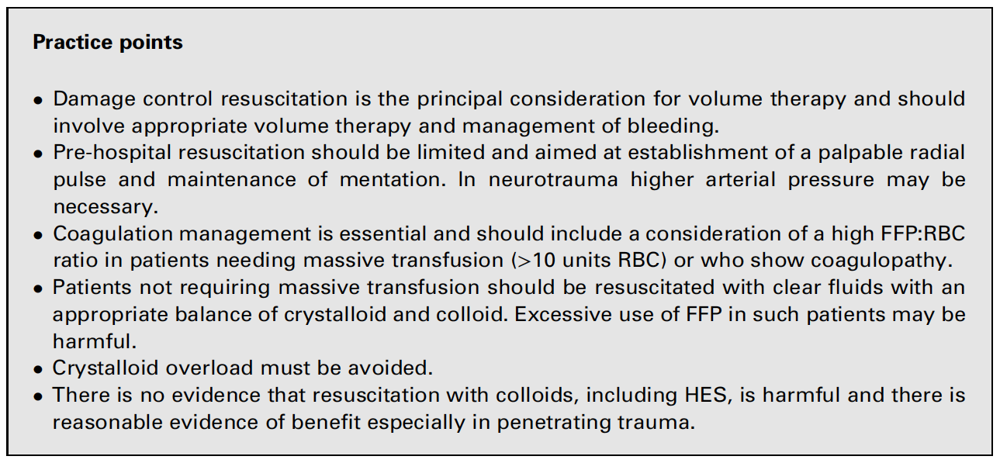 Practice points
• Damage control resuscitation is the principal consideration for volume therapy and should
involve appropriate volume therapy and management of bleeding.
• Pre-hospital resuscitation should be limited and aimed at establishment of a palpable radial
pulse and maintenance of mentation. In neurotrauma higher arterial pressure may be
necessary.
• Coagulation management is essential and should include a consideration of a high FFP:RBC
ratio in patients needing massive transfusion (>10 units RBC) or who show coagulopathy.
• Patients not requiring massive transfusion should be resuscitated with clear fluids with an
appropriate balance of crystalloid and colloid. Excessive use of FFP in such patients may be
harmful.
• Crystalloid overload must be avoided.
• There is no evidence that resuscitation with colloids, including HES, is harmful and there is
reasonable evidence of benefit especially in penetrating trauma.